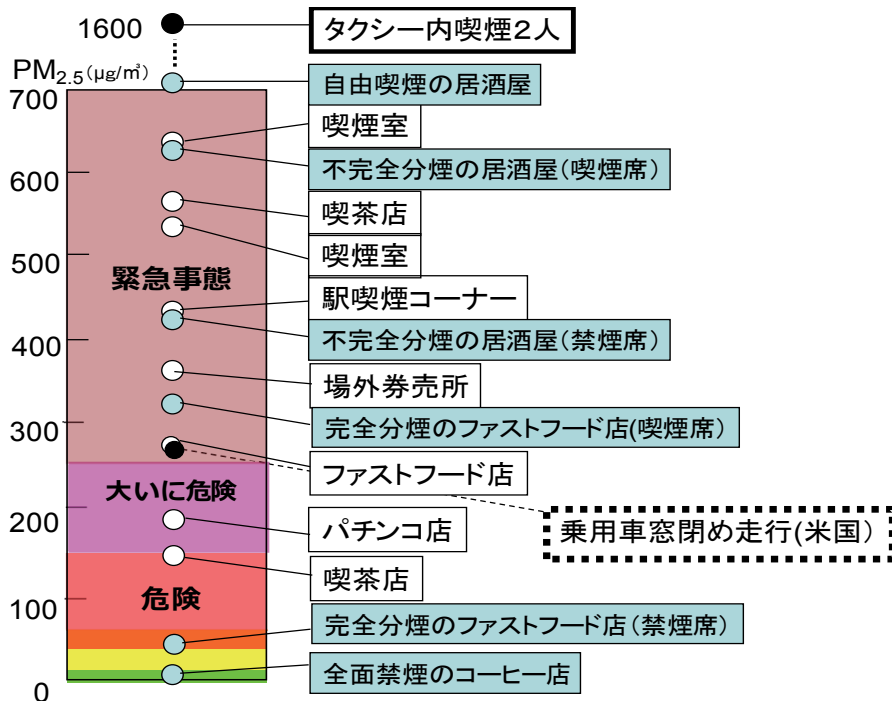 1600
タクシー内喫煙2人
PM2.5(μg/㎥)
700
自由喫煙の居酒屋
喫煙室
不完全分煙の居酒屋(喫煙席)
600
喫茶店
喫煙室
500
緊急事態
駅喫煙コーナー
不完全分煙の居酒屋(禁煙席)
400
場外券売所
完全分煙のファストフード店(喫煙席)
300
ファストフード店
大いに危険
200
パチンコ店
乗用車窓閉め走行(米国)
喫茶店
100
危険
完全分煙のファストフード店(禁煙席)
全面禁煙のコーヒー店
0